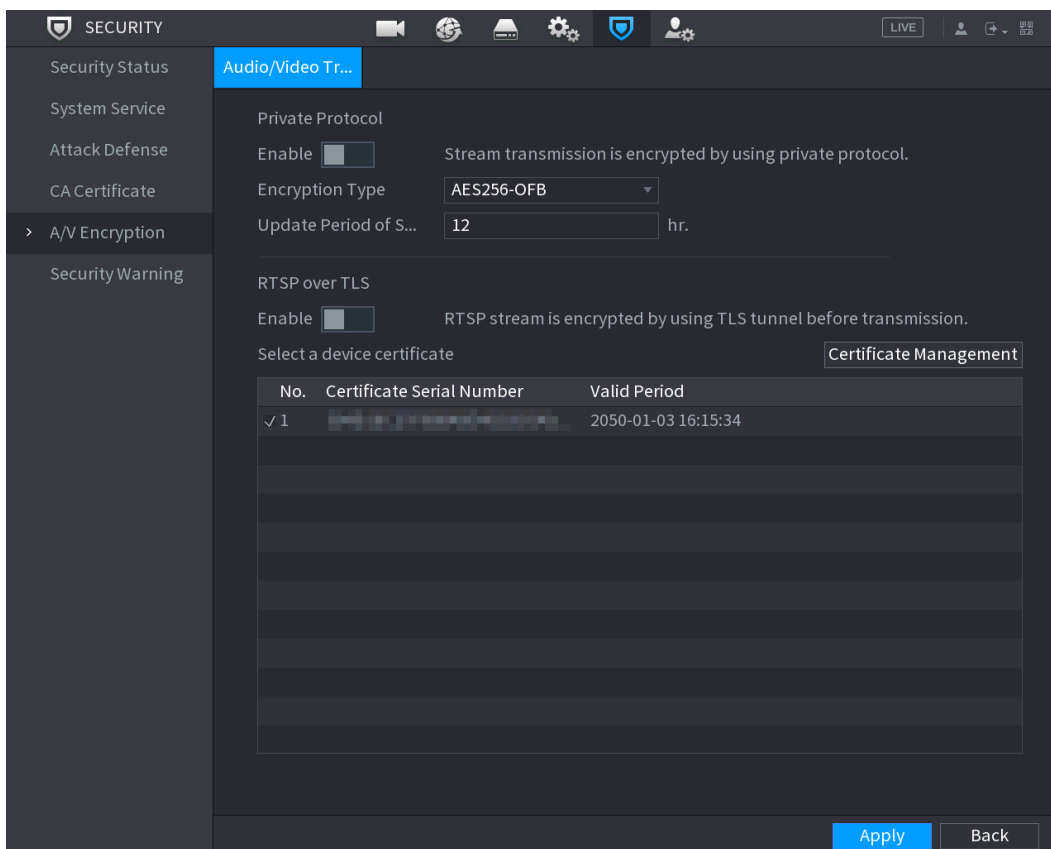 SECURITY
LIVE
Security Status
System Service
Attack Defense
CA Certificate
A/V Encryption
Security Warning
Audio/Video Tr...
Private Protocol
Enable Stream transmission is encrypted by using private protocol.
Encryption Type AES256-OFB
Update Period of S... 12 hr.
RTSP over TLS
Enable RTSP stream is encrypted by using TLS tunnel before transmission.
Select a device certificate Certificate Management
No. Certificate Serial Number Valid Period
1 2050-01-03 16:15:34
Apply Back